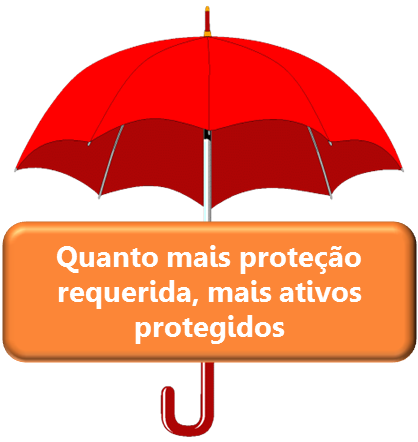 Quanto mais proteção
requerida, mais ativos
protegidos